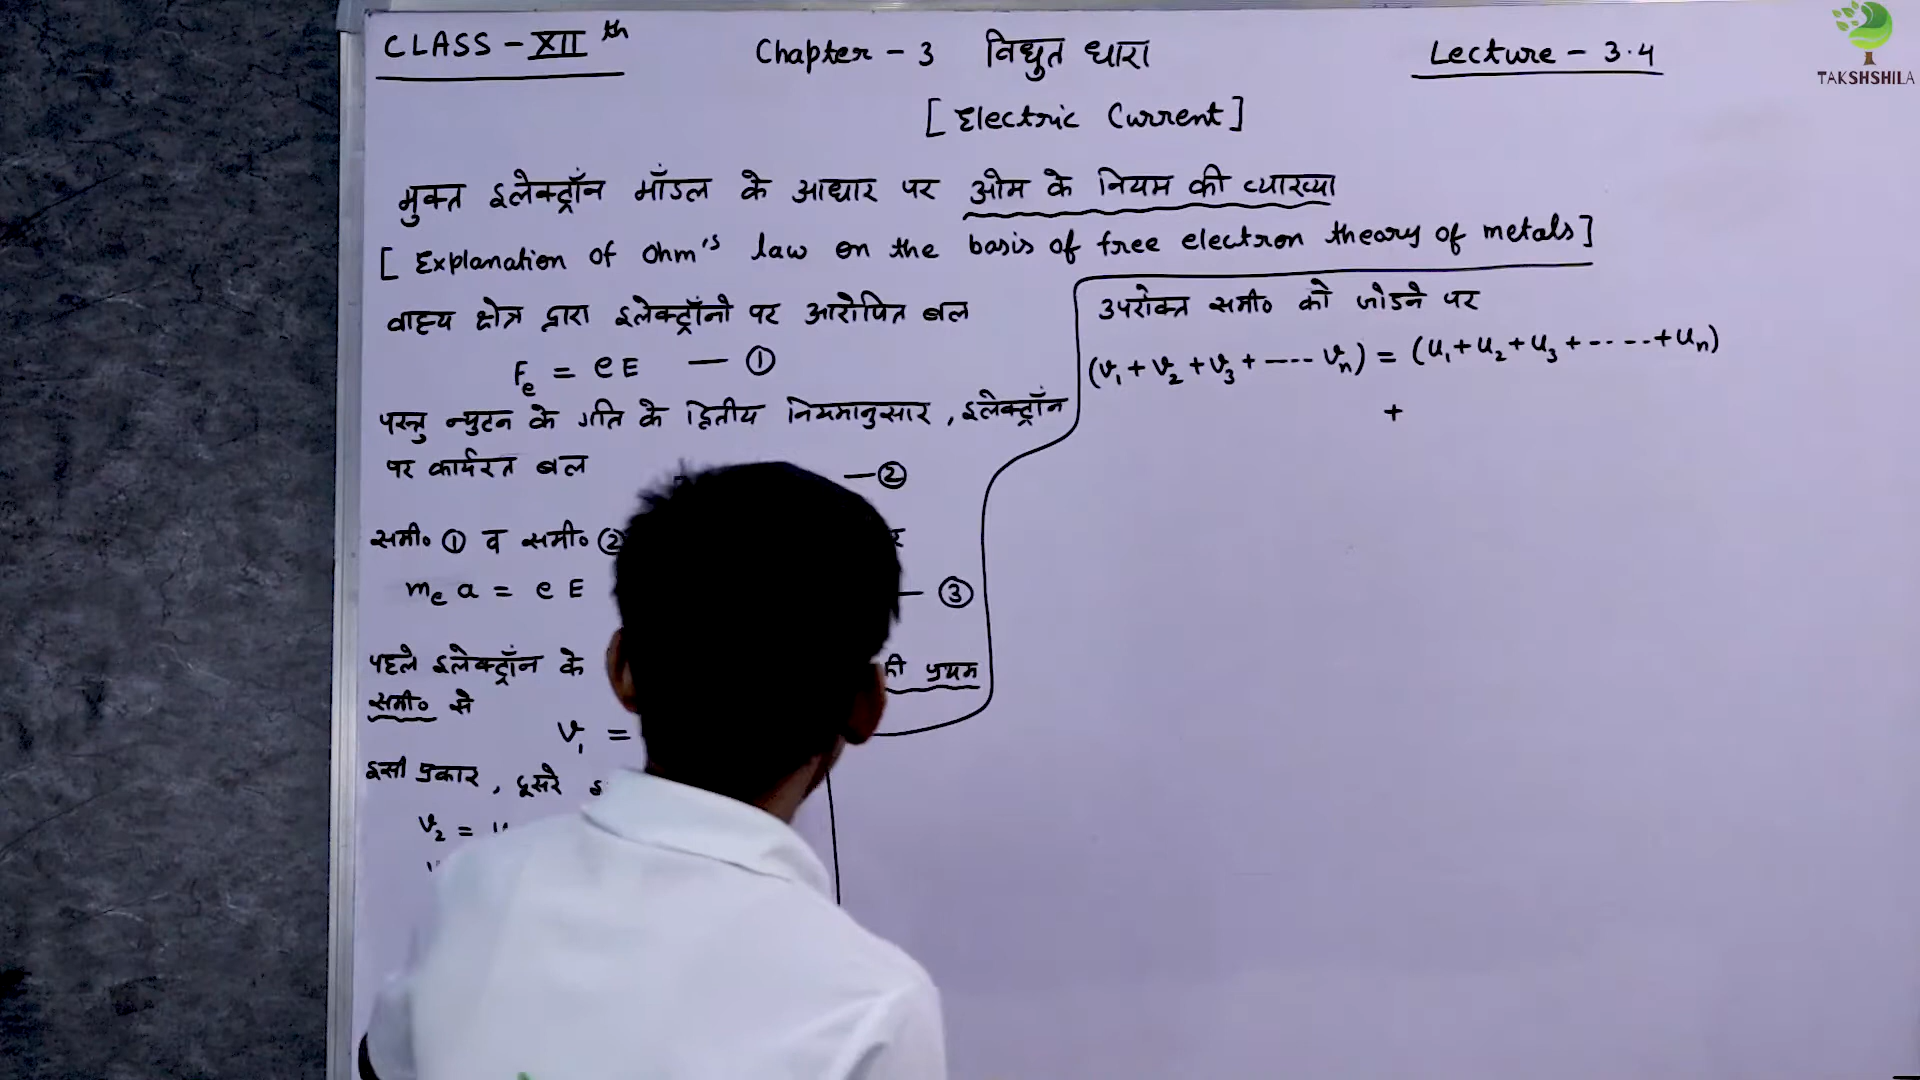 CLASS - XII th
Chapter - 3 विधुत धारा
Lecture - 3.4
TAKSHSHILA
[ Electric Current ]
मुक्त इलेक्ट्रॉन मॉडल के आधार पर ओम के नियम की व्याख्या
[ Explanation of Ohm's law on the basis of free electron theory of metals ]
वाह्य क्षेत्र द्वारा इलेक्ट्रॉनो पर आरोपित बल
Fe = eE — ①
परन्तु न्युटन के गति के द्वितीय नियमानुसार , इलेक्ट्रॉन
पर कार्यरत बल — ②
समी० ① व समी० ②
me a = e E — ③
पहले इलेक्ट्रॉन के की प्रथम
समी० से
v₁ =
इसी प्रकार , दूसरे
v₂ =
उपरोक्त समी० को जोडने पर
(v₁ + v₂ + v₃ + ---- vn) = (u₁ + u₂ + u₃ + ----- + un)
+